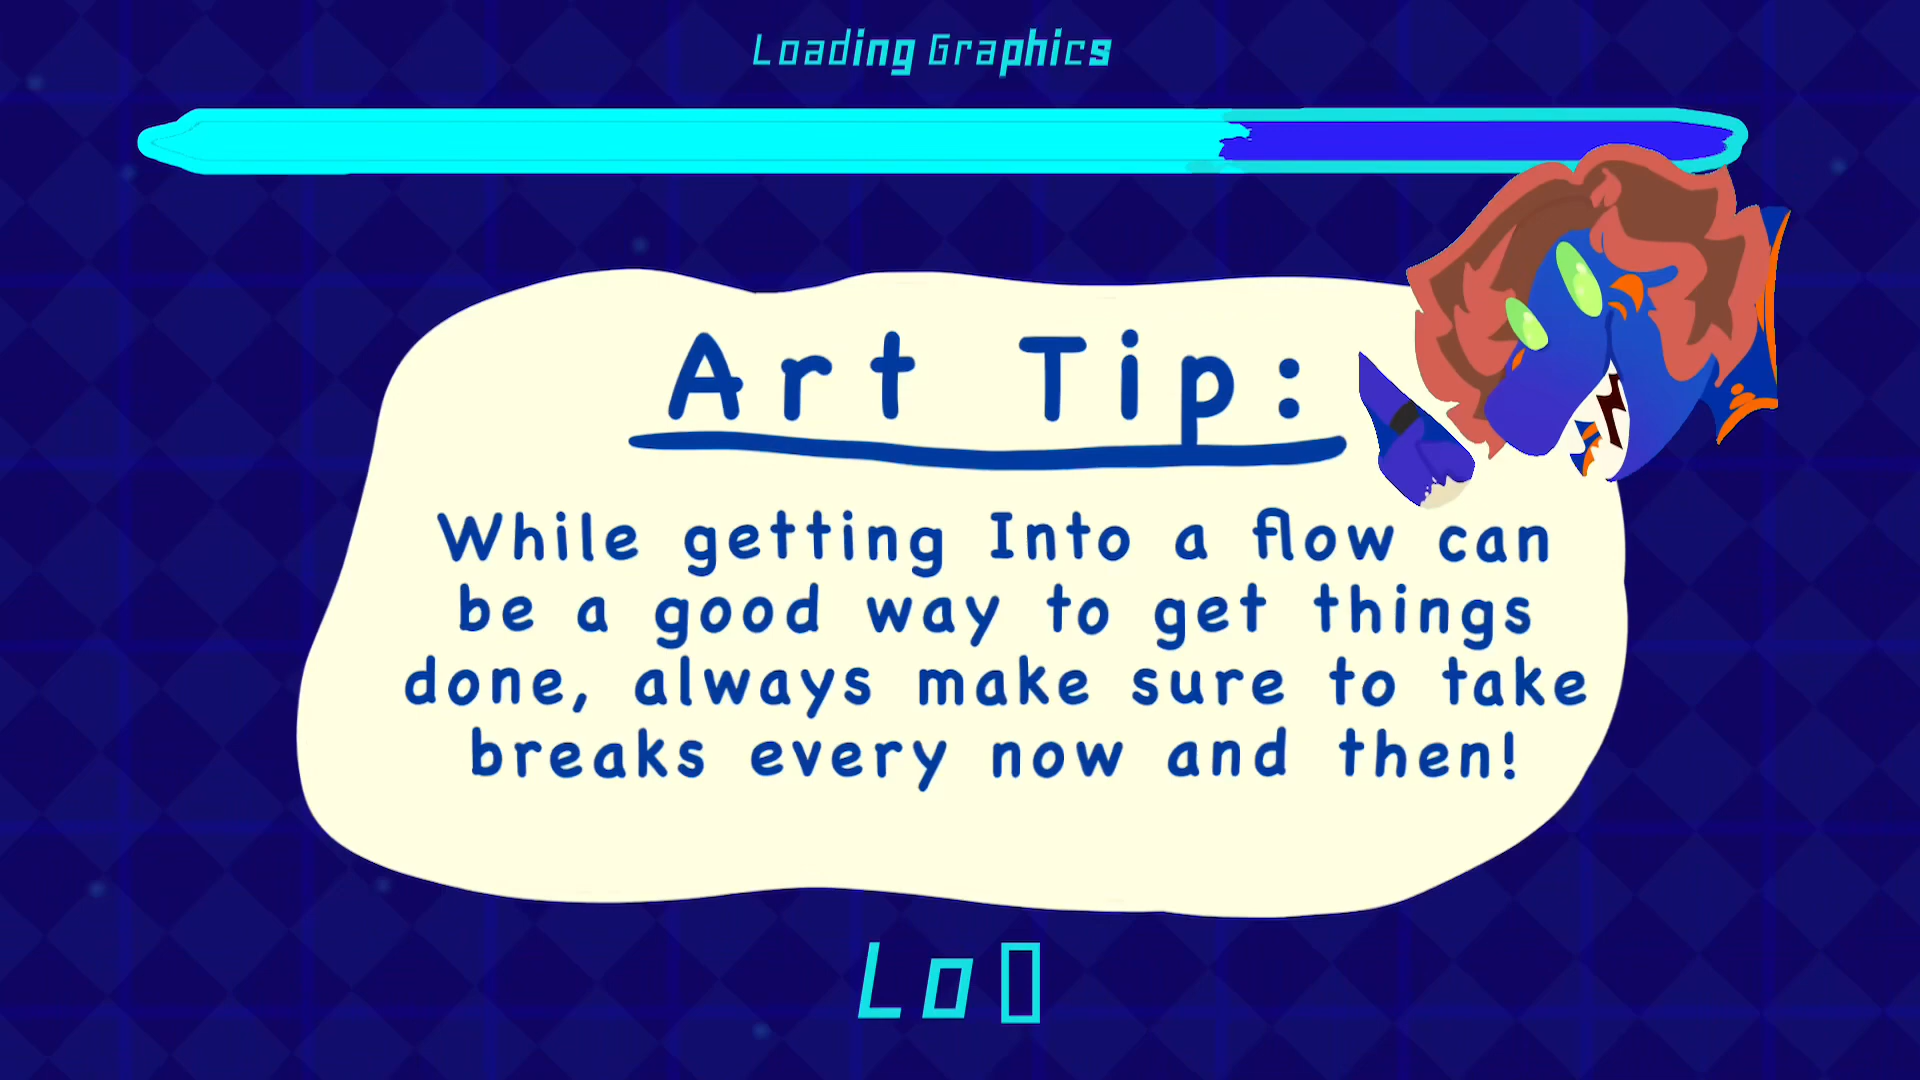 Loading Graphics
Art Tip:
While getting Into a flow can
be a good way to get things
done, always make sure to take
breaks every now and then!
Lo▯